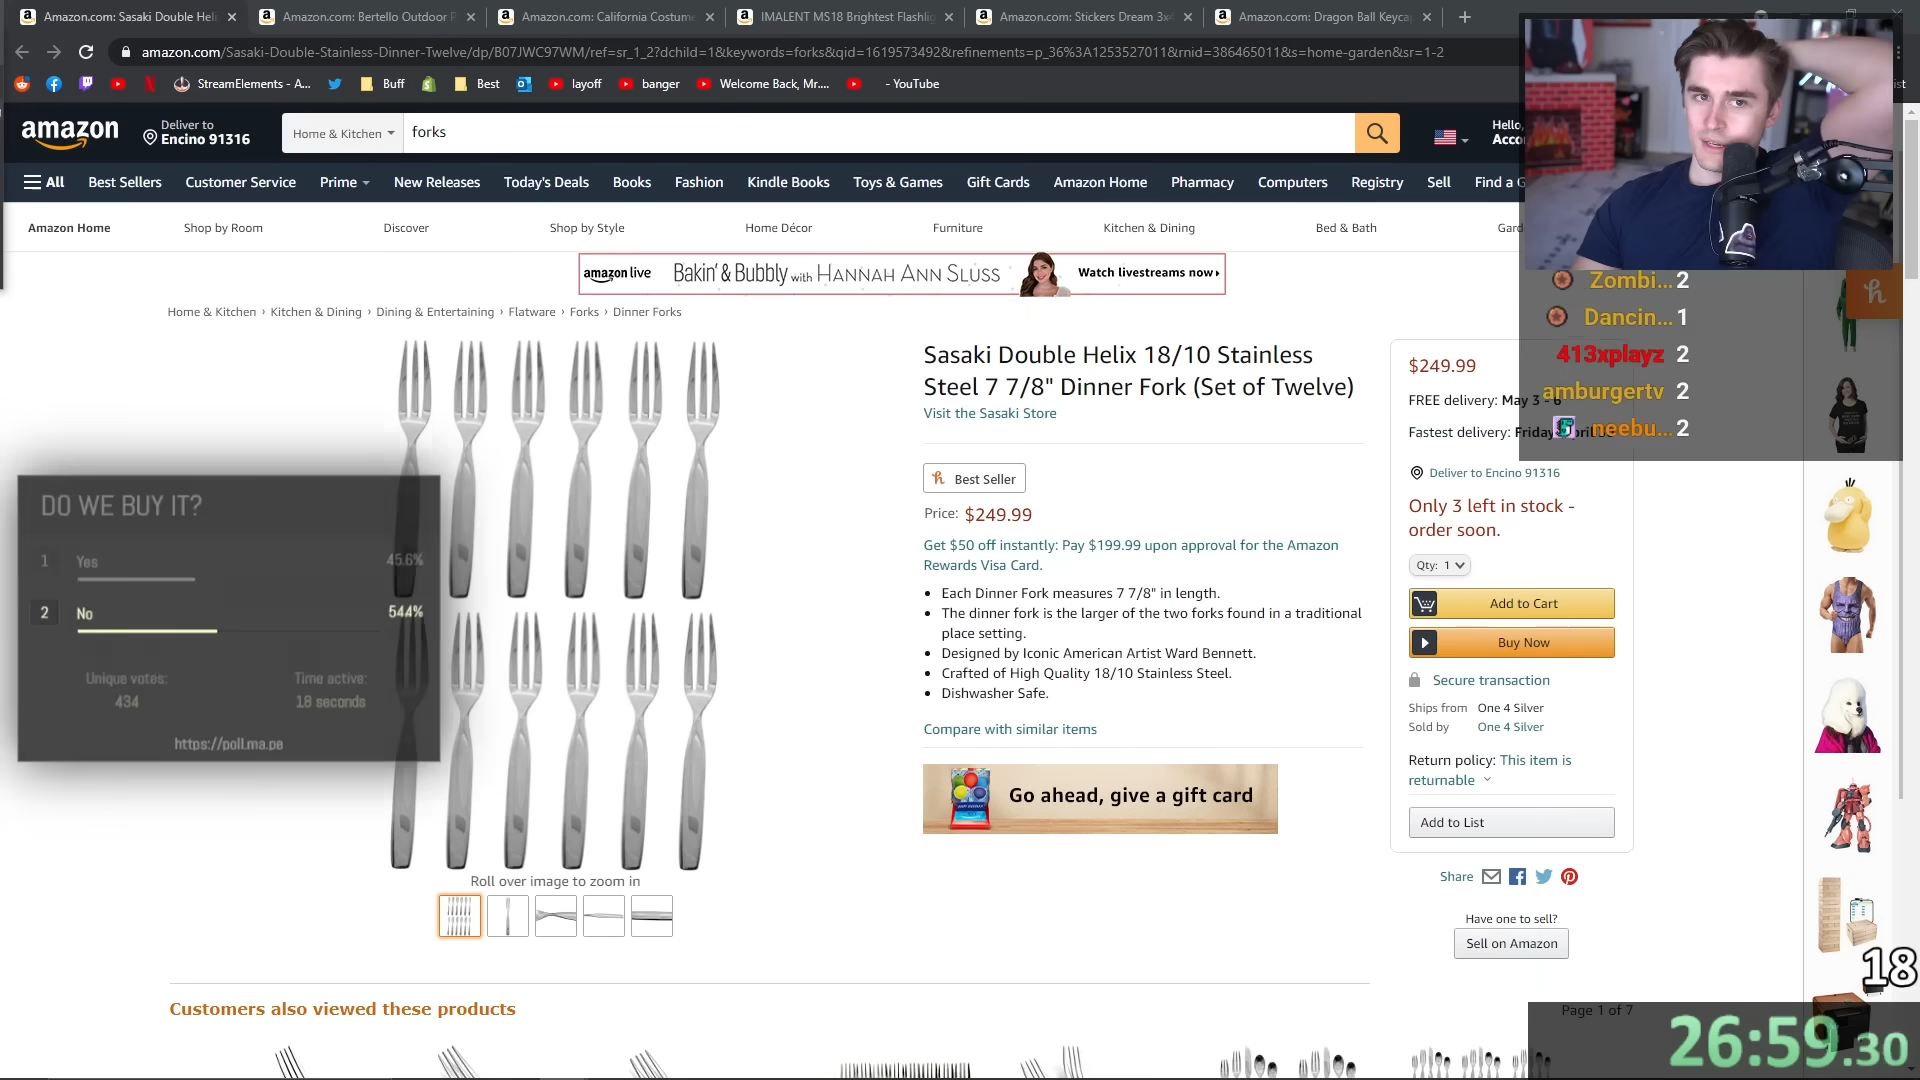 Amazon.com: Sasaki Double Heli
Amazon.com: Bertello Outdoor P
Amazon.com: California Costume
IMALENT MS18 Brightest Flashlig
Amazon.com: Stickers Dream 3x
Amazon.com: Dragon Ball Keycap
amazon.com/Sasaki-Double-Stainless-Dinner-Twelve/dp/B07JWC97WM/ref=sr_1_2?dchild=1&keywords=forks&qid=1619573492&refinements=p_36%3A1253527011&rnid=386465011&s=home-garden&sr=1-2
StreamElements - A...
Buff
Best
layoff
banger
Welcome Back, Mr....
- YouTube
ist
amazon
Deliver to
Encino 91316
Home & Kitchen
forks
Hello,
Acco
All
Best Sellers
Customer Service
Prime
New Releases
Today's Deals
Books
Fashion
Kindle Books
Toys & Games
Gift Cards
Amazon Home
Pharmacy
Computers
Registry
Sell
Find a G
Amazon Home
Shop by Room
Discover
Shop by Style
Home Décor
Furniture
Kitchen & Dining
Bed & Bath
Gard
amazon live Bakin' & Bubbly with HANNAH ANN SLUSS Watch livestreams now
Home & Kitchen › Kitchen & Dining › Dining & Entertaining › Flatware › Forks › Dinner Forks
Zombi... 2
Dancin... 1
413xplayz 2
amburgertv 2
neebu... 2
Sasaki Double Helix 18/10 Stainless
Steel 7 7/8" Dinner Fork (Set of Twelve)
Visit the Sasaki Store
Best Seller
Price: $249.99
Get $50 off instantly: Pay $199.99 upon approval for the Amazon
Rewards Visa Card.
• Each Dinner Fork measures 7 7/8" in length.
• The dinner fork is the larger of the two forks found in a traditional
place setting.
• Designed by Iconic American Artist Ward Bennett.
• Crafted of High Quality 18/10 Stainless Steel.
• Dishwasher Safe.
Compare with similar items
Go ahead, give a gift card
$249.99
FREE delivery: May 3 - 6
Fastest delivery: Friday
Deliver to Encino 91316
Only 3 left in stock -
order soon.
Qty: 1
Add to Cart
Buy Now
Secure transaction
Ships from One 4 Silver
Sold by One 4 Silver
Return policy: This item is
returnable
Add to List
Share
Have one to sell?
Sell on Amazon
DO WE BUY IT?
1 Yes 45.6%
2 No 54.4%
Unique votes:
434
Time active:
18 seconds
https://poll.ma.pe
Roll over image to zoom in
Customers also viewed these products
Page 1 of 7
18
26:59.30